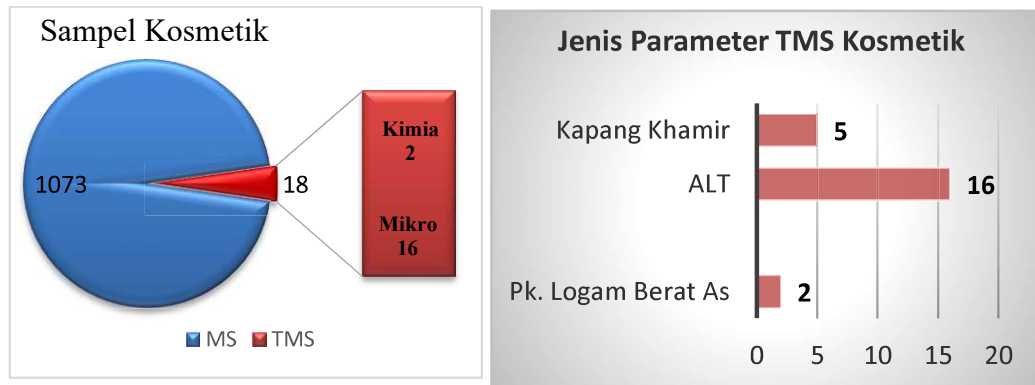 Sampel Kosmetik
1073
18
Kimia
2
Mikro
16
MS
TMS
Jenis Parameter TMS Kosmetik
Kapang Khamir
5
ALT
16
Pk. Logam Berat As
2
0 5 10 15 20